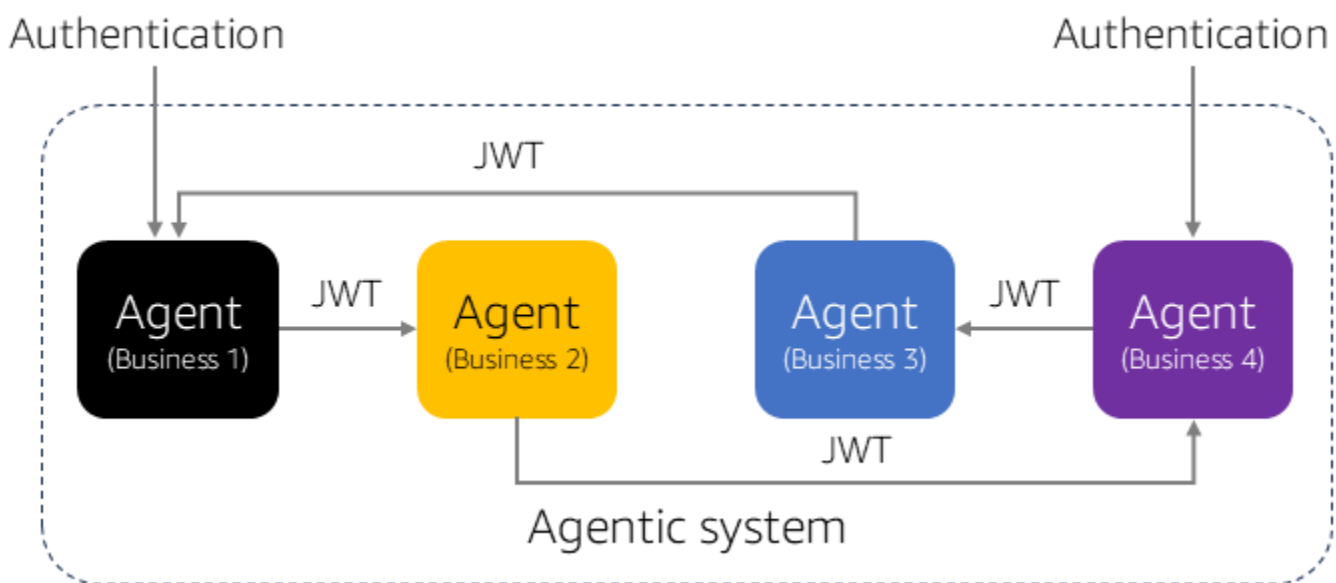 Authentication
Authentication
JWT
Agent
(Business 1)
JWT
Agent
(Business 2)
Agent
(Business 3)
JWT
Agent
(Business 4)
JWT
Agentic system